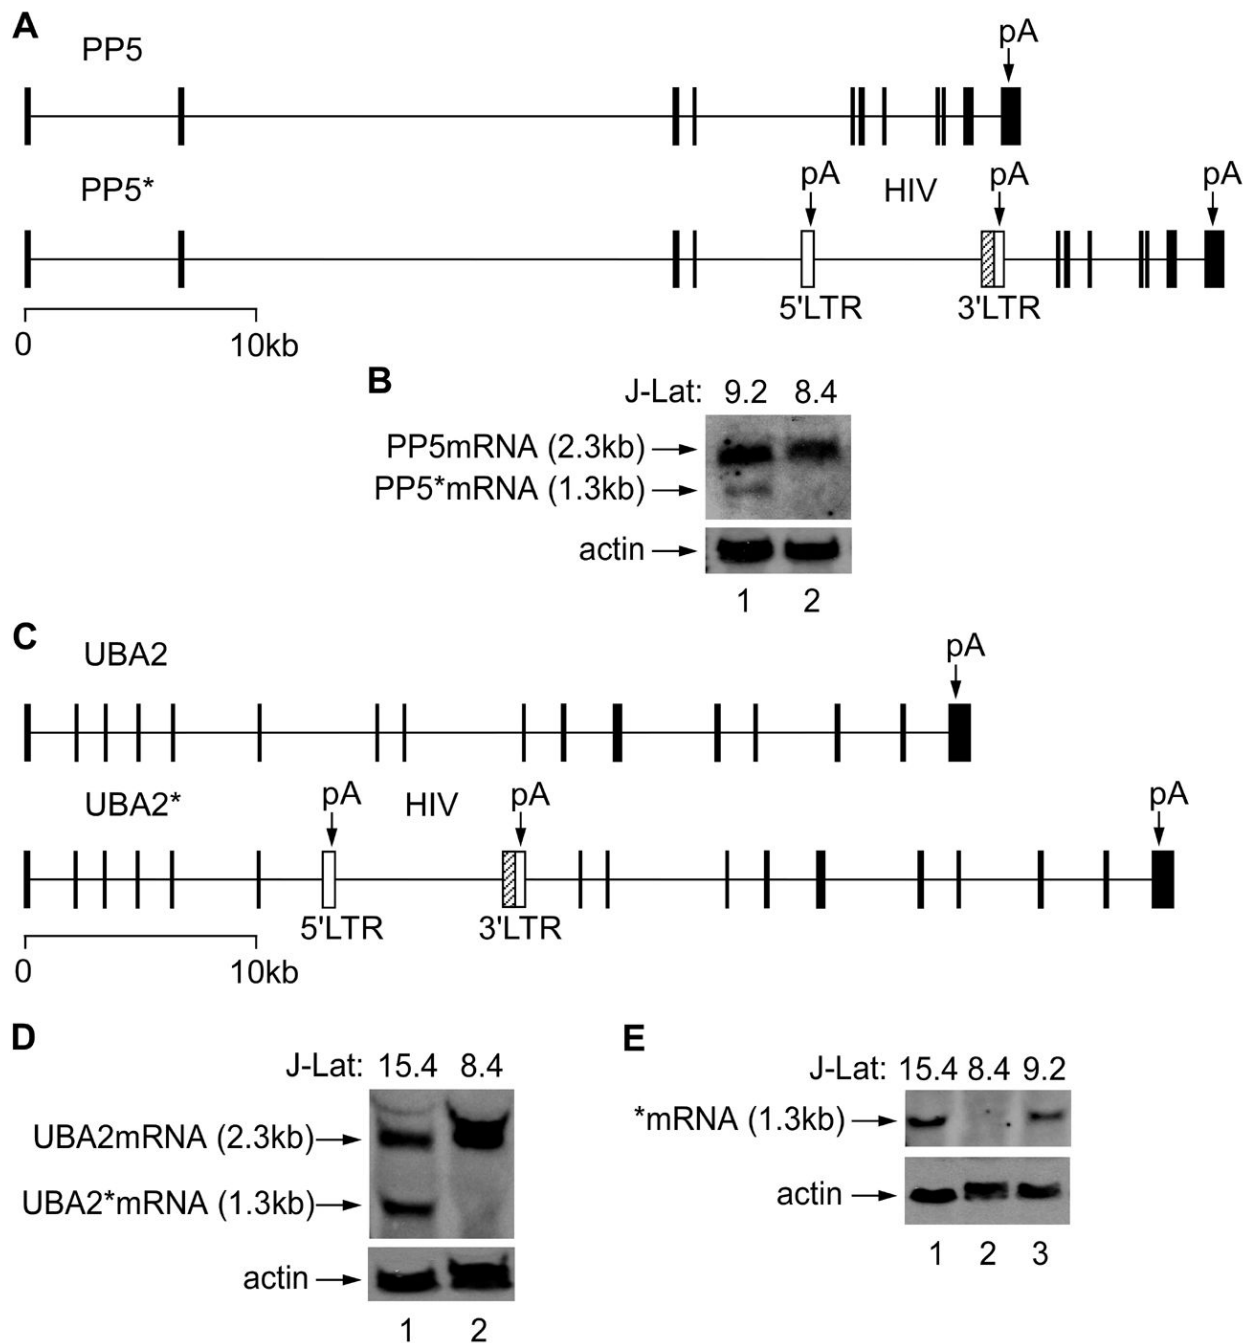 A
PP5
pA
PP5*
pA
HIV
pA
pA
5'LTR
3'LTR
0
10kb
B
J-Lat: 9.2 8.4
PP5mRNA (2.3kb)
PP5*mRNA (1.3kb)
actin
1 2
C
UBA2
pA
UBA2*
pA
HIV
pA
pA
5'LTR
3'LTR
0
10kb
D
J-Lat: 15.4 8.4
UBA2mRNA (2.3kb)
UBA2*mRNA (1.3kb)
actin
1 2
E
J-Lat: 15.4 8.4 9.2
*mRNA (1.3kb)
actin
1 2 3